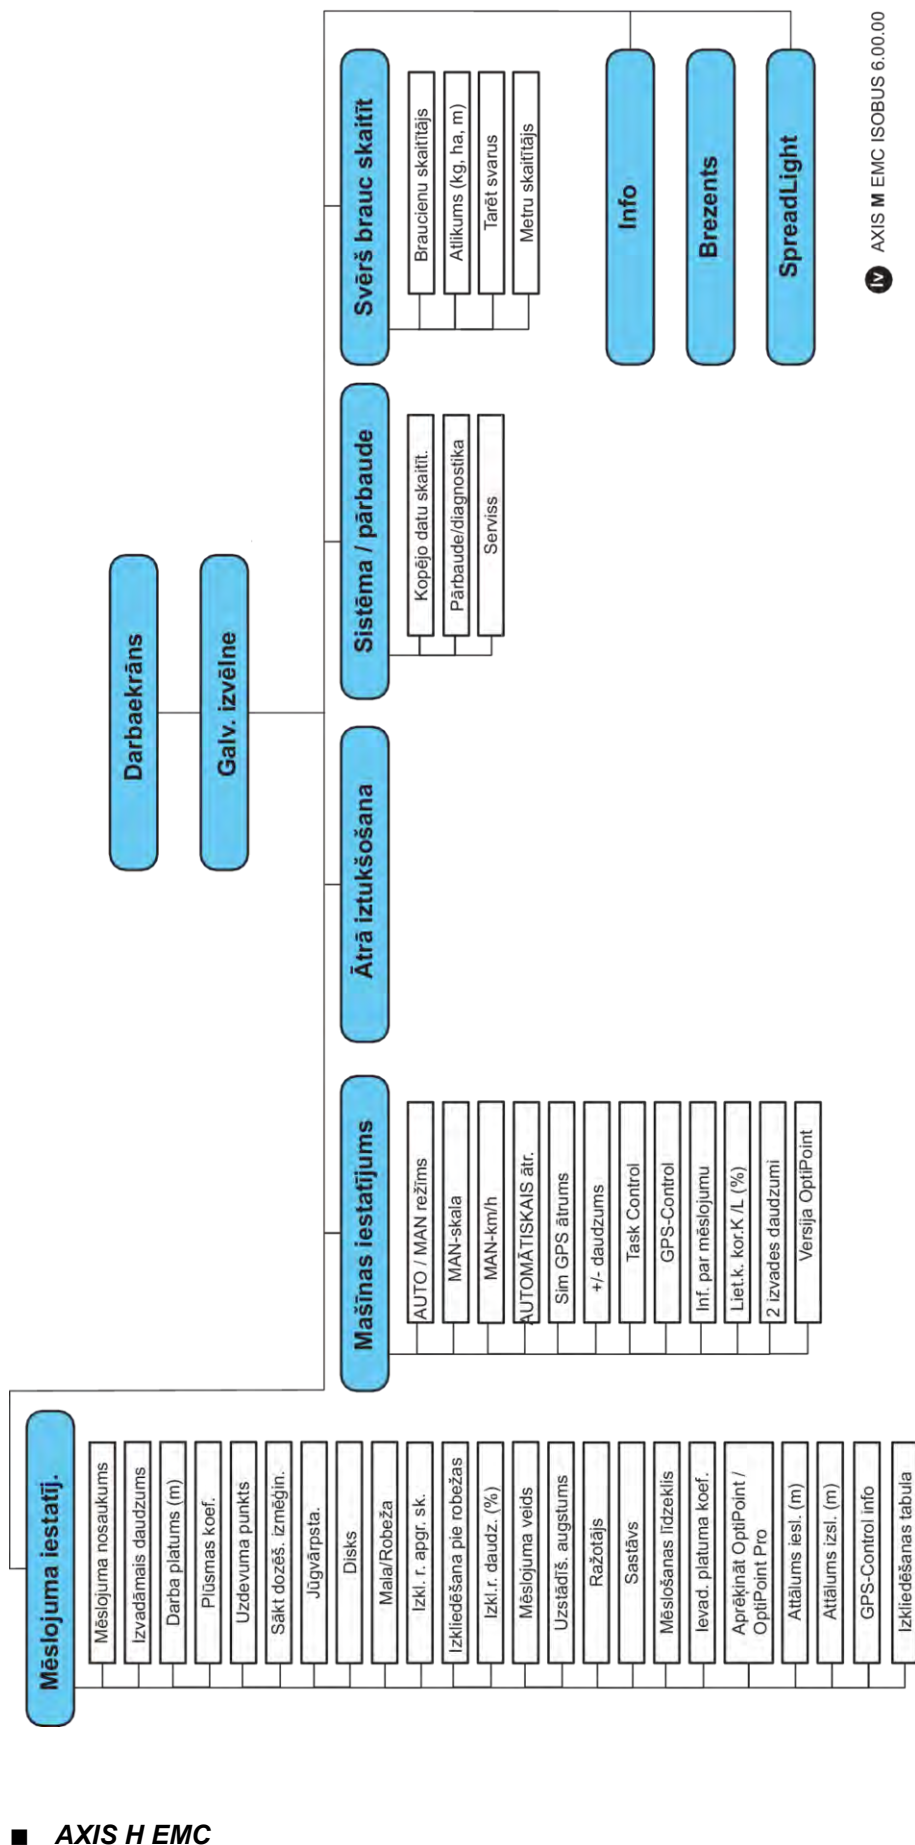 Darbaekrāns
Galv. izvēlne
Mēslojuma iestatīj.
Mēslojuma nosaukums
Izvadāmais daudzums
Darba platums (m)
Plūsmas koef.
Uzdevuma punkts
Sākt dozēš. izmēģin.
Jūgvārpsta.
Disks
Mala/Robeža
Izkl. r. apgr. sk.
Izkliedēšana pie robežas
Izkl.r. daudz. (%)
Mēslojuma veids
Uzstādīš. augstums
Ražotājs
Sastāvs
Mēslošanas līdzeklis
Ievad. platuma koef.
Aprēķināt OptiPoint /
OptiPoint Pro
Attālums iesl. (m)
Attālums izsl. (m)
GPS-Control info
Izkliedēšanas tabula
Mašīnas iestatījums
AUTO / MAN režīms
MAN-skala
MAN-km/h
AUTOMĀTISKAIS ātr.
Sim GPS ātrums
+/- daudzums
Task Control
GPS-Control
Inf. par mēslojumu
Liet.k. kor.K /L (%)
2 izvades daudzumi
Versija OptiPoint
Ātrā iztukšošana
Sistēma / pārbaude
Kopējo datu skaitīt.
Pārbaude/diagnostika
Serviss
Svērš brauc skaitīt
Braucienu skaitītājs
Atlikums (kg, ha, m)
Tarēt svarus
Metru skaitītājs
Info
Brezents
SpreadLight
lv AXIS M EMC ISOBUS 6.00.00
■ AXIS H EMC